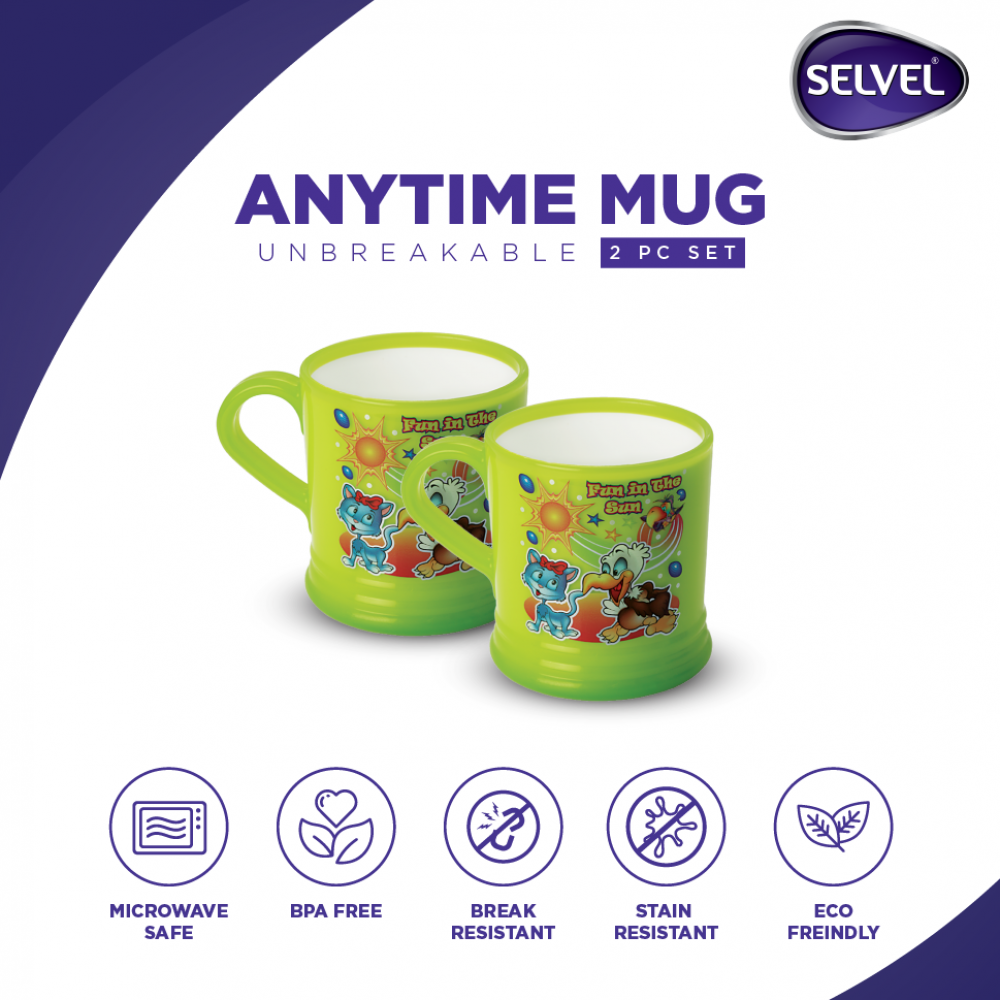 SELVEL®
ANYTIME MUG
UNBREAKABLE 2 PC SET
Fun in the
Fun in the
Sun
MICROWAVE
SAFE
BPA FREE
BREAK
RESISTANT
STAIN
RESISTANT
ECO
FREINDLY